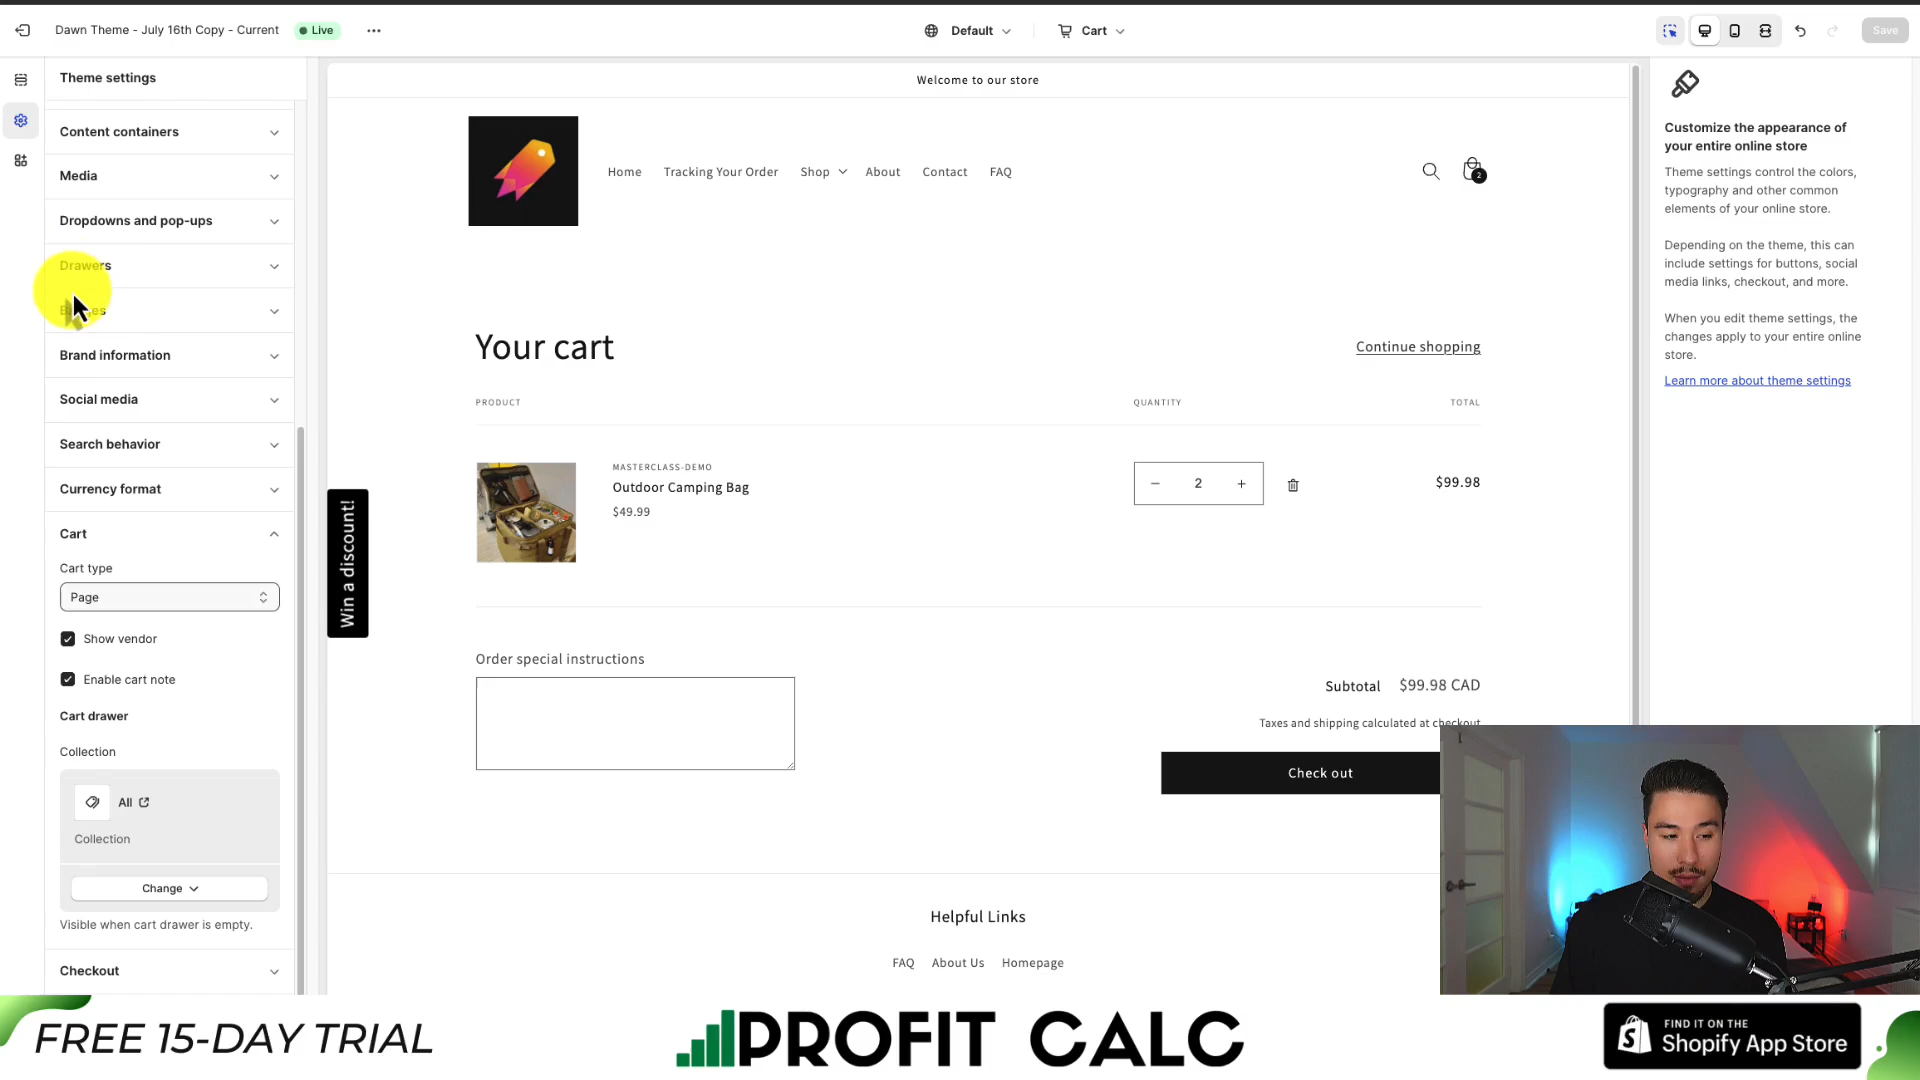 Dawn Theme - July 16th Copy - Current
Live
Default
Cart
Save
Theme settings
Content containers
Media
Dropdowns and pop-ups
Drawers
Brand information
Social media
Search behavior
Currency format
Cart
Cart type
Page
Show vendor
Enable cart note
Cart drawer
Collection
All
Collection
Change
Visible when cart drawer is empty.
Checkout
Welcome to our store
Home
Tracking Your Order
Shop
About
Contact
FAQ
2
Your cart
Continue shopping
PRODUCT
QUANTITY
TOTAL
MASTERCLASS-DEMO
Outdoor Camping Bag
$49.99
− 2 +
$99.98
Win a discount!
Order special instructions
Subtotal $99.98 CAD
Taxes and shipping calculated at checkout
Check out
Helpful Links
FAQ
About Us
Homepage
Customize the appearance of
your entire online store
Theme settings control the colors,
typography and other common
elements of your online store.
Depending on the theme, this can
include settings for buttons, social
media links, checkout, and more.
When you edit theme settings, the
changes apply to your entire online
store.
Learn more about theme settings
FREE 15-DAY TRIAL
PROFIT CALC
FIND IT ON THE
Shopify App Store